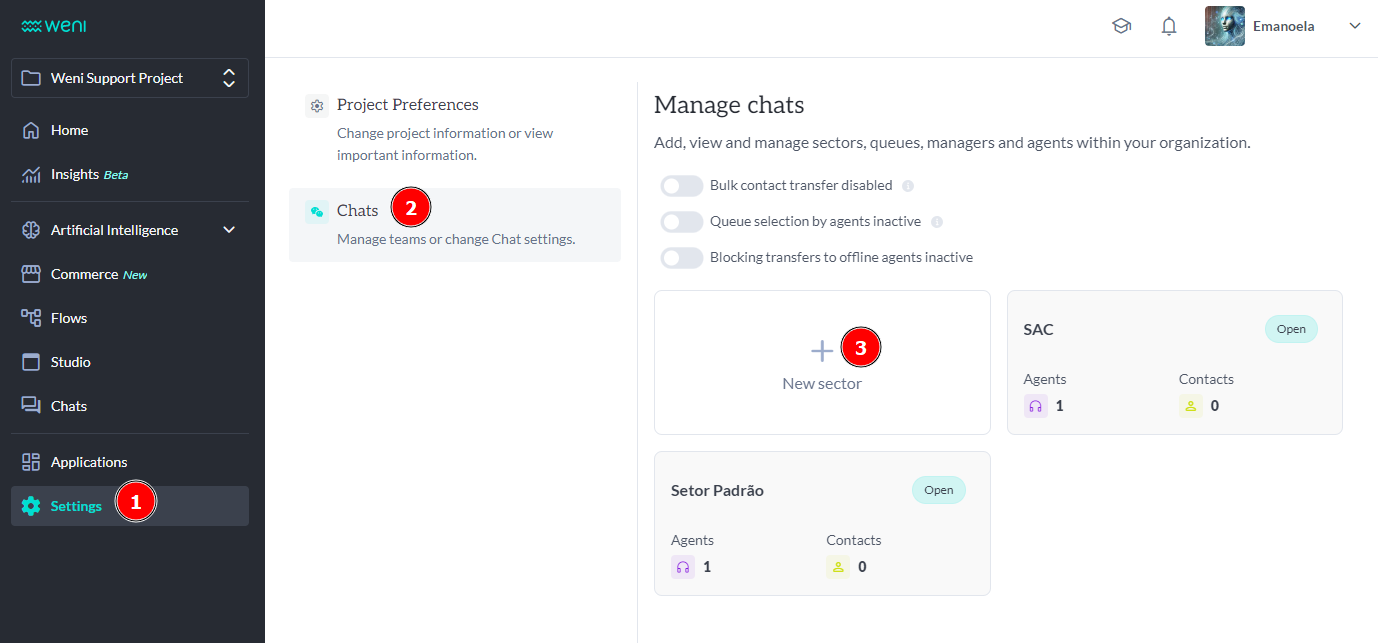 weni
Emanoela
Weni Support Project
Home
Insights Beta
Artificial Intelligence
Commerce New
Flows
Studio
Chats
Applications
Settings 1
Project Preferences
Change project information or view
important information.
Chats 2
Manage teams or change Chat settings.
Manage chats
Add, view and manage sectors, queues, managers and agents within your organization.
Bulk contact transfer disabled
Queue selection by agents inactive
Blocking transfers to offline agents inactive
3
New sector
SAC Open
Agents Contacts
1 0
Setor Padrão Open
Agents Contacts
1 0